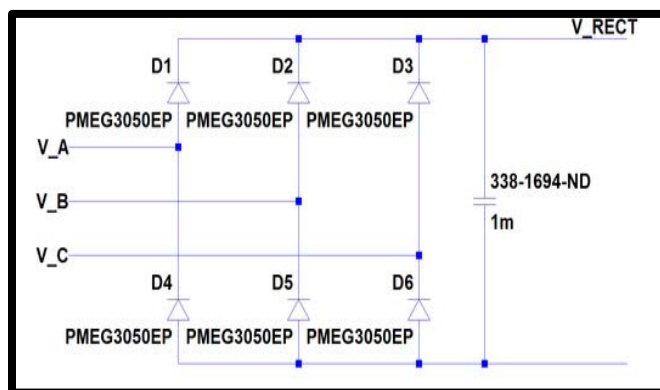 V_RECT
D1 D2 D3
PMEG3050EP PMEG3050EP PMEG3050EP
V_A
338-1694-ND
V_B
1m
V_C
D4 D5 D6
PMEG3050EP PMEG3050EP PMEG3050EP